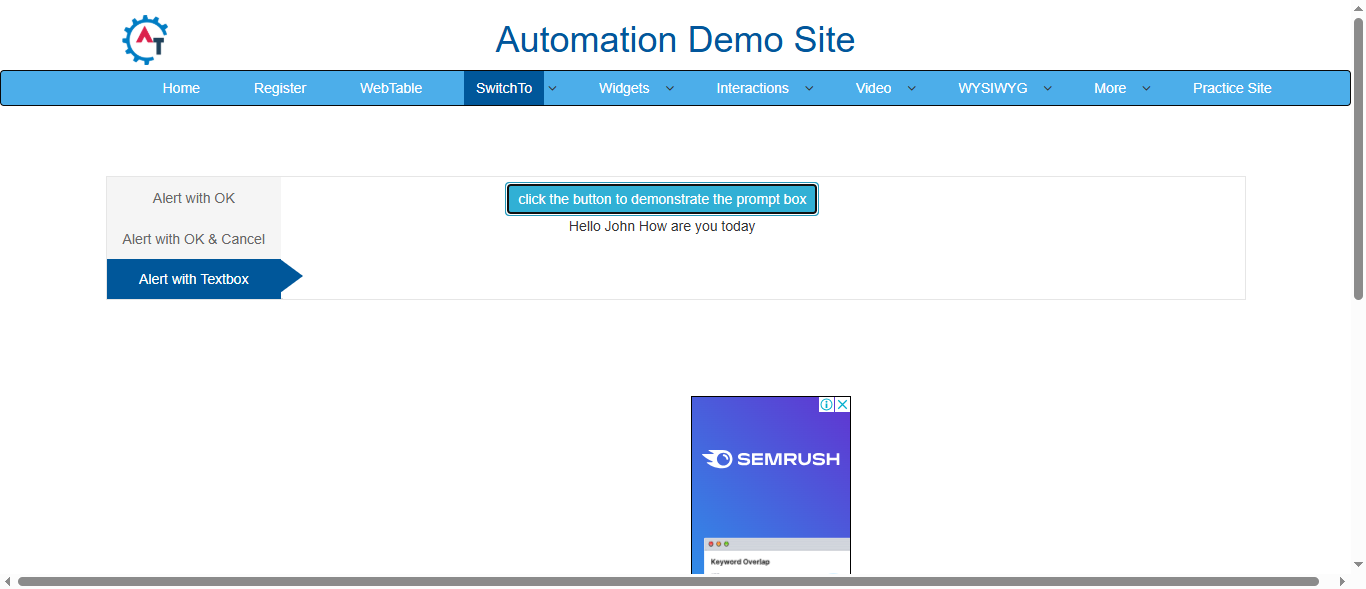 AT
Automation Demo Site
Home Register WebTable SwitchTo Widgets Interactions Video WYSIWYG More Practice Site
Alert with OK
Alert with OK & Cancel
Alert with Textbox
click the button to demonstrate the prompt box
Hello John How are you today
SEMRUSH
Keyword Overlap